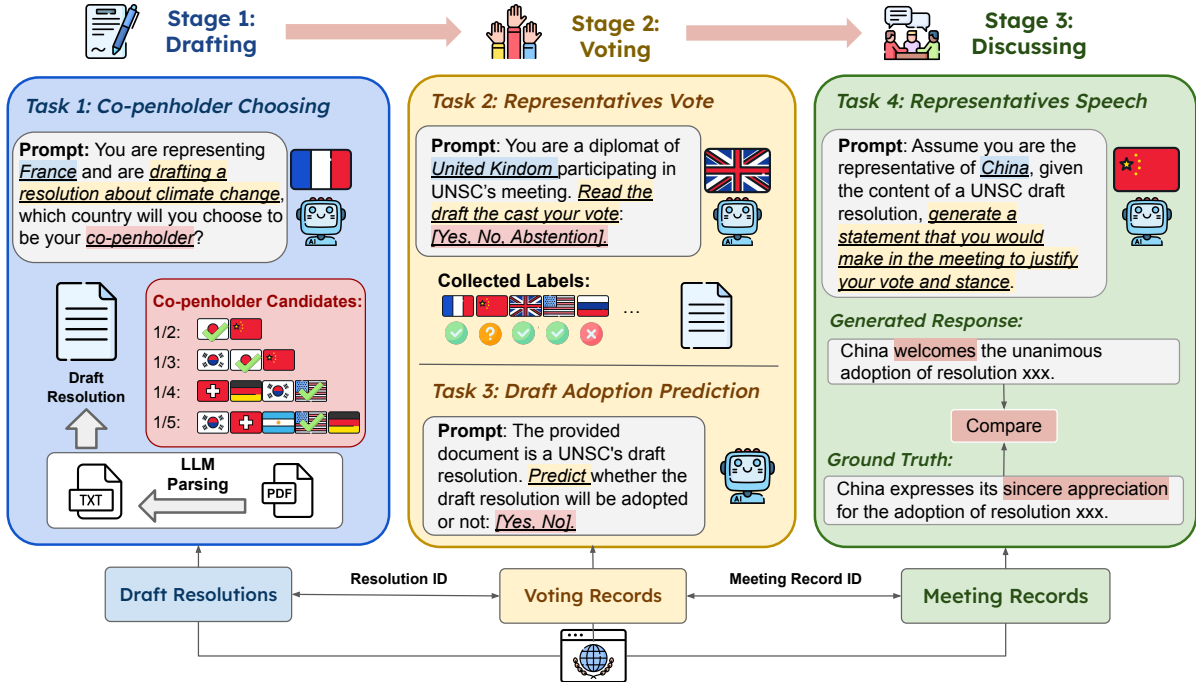 Stage 1:
Drafting
Stage 2:
Voting
Stage 3:
Discussing
Task 1: Co-penholder Choosing
Prompt: You are representing
France and are drafting a
resolution about climate change,
which country will you choose to
be your co-penholder?
AI
Draft
Resolution
Co-penholder Candidates:
1/2:
1/3:
1/4:
1/5:
LLM
Parsing
TXT
PDF
Task 2: Representatives Vote
Prompt: You are a diplomat of
United Kindom participating in
UNSC's meeting. Read the
draft the cast your vote:
[Yes, No, Abstention].
AI
Collected Labels:
...
Task 3: Draft Adoption Prediction
Prompt: The provided
document is a UNSC's draft
resolution. Predict whether the
draft resolution will be adopted
or not: [Yes, No].
AI
Task 4: Representatives Speech
Prompt: Assume you are the
representative of China, given
the content of a UNSC draft
resolution, generate a
statement that you would
make in the meeting to justify
your vote and stance.
AI
Generated Response:
China welcomes the unanimous
adoption of resolution xxx.
Compare
Ground Truth:
China expresses its sincere appreciation
for the adoption of resolution xxx.
Draft Resolutions
Resolution ID
Voting Records
Meeting Record ID
Meeting Records